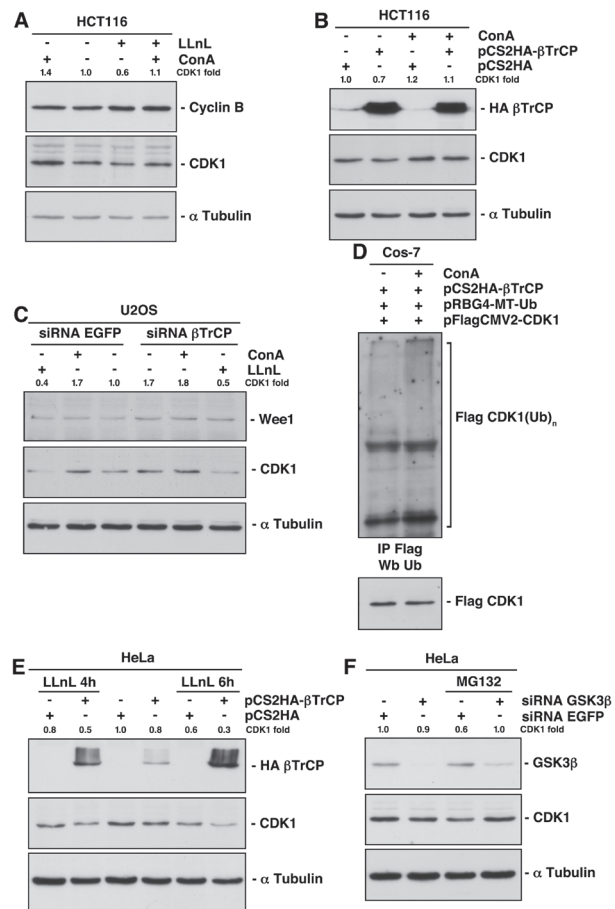 A
HCT116
- - + + LLnL
+ - - + ConA
1.4 1.0 0.6 1.1 CDK1 fold
- Cyclin B
- CDK1
- α Tubulin
B
HCT116
- - + + ConA
- + - + pCS2HA-βTrCP
+ - + - pCS2HA
1.0 0.7 1.2 1.1 CDK1 fold
- HA βTrCP
- CDK1
- α Tubulin
C
U2OS
siRNA EGFP siRNA βTrCP
- + - - + - ConA
+ - - - - + LLnL
0.4 1.7 1.0 1.7 1.8 0.5 CDK1 fold
- Wee1
- CDK1
- α Tubulin
D
Cos-7
- + ConA
+ + pCS2HA-βTrCP
+ + pRBG4-MT-Ub
+ + pFlagCMV2-CDK1
Flag CDK1(Ub)n
IP Flag
Wb Ub
- Flag CDK1
E
HeLa
LLnL 4h LLnL 6h
- + - + - + pCS2HA-βTrCP
+ - + - + - pCS2HA
0.8 0.5 1.0 0.8 0.6 0.3 CDK1 fold
- HA βTrCP
- CDK1
- α Tubulin
F
HeLa
MG132
- + - + siRNA GSK3β
+ - + - siRNA EGFP
1.0 0.9 0.6 1.0 CDK1 fold
- GSK3β
- CDK1
- α Tubulin